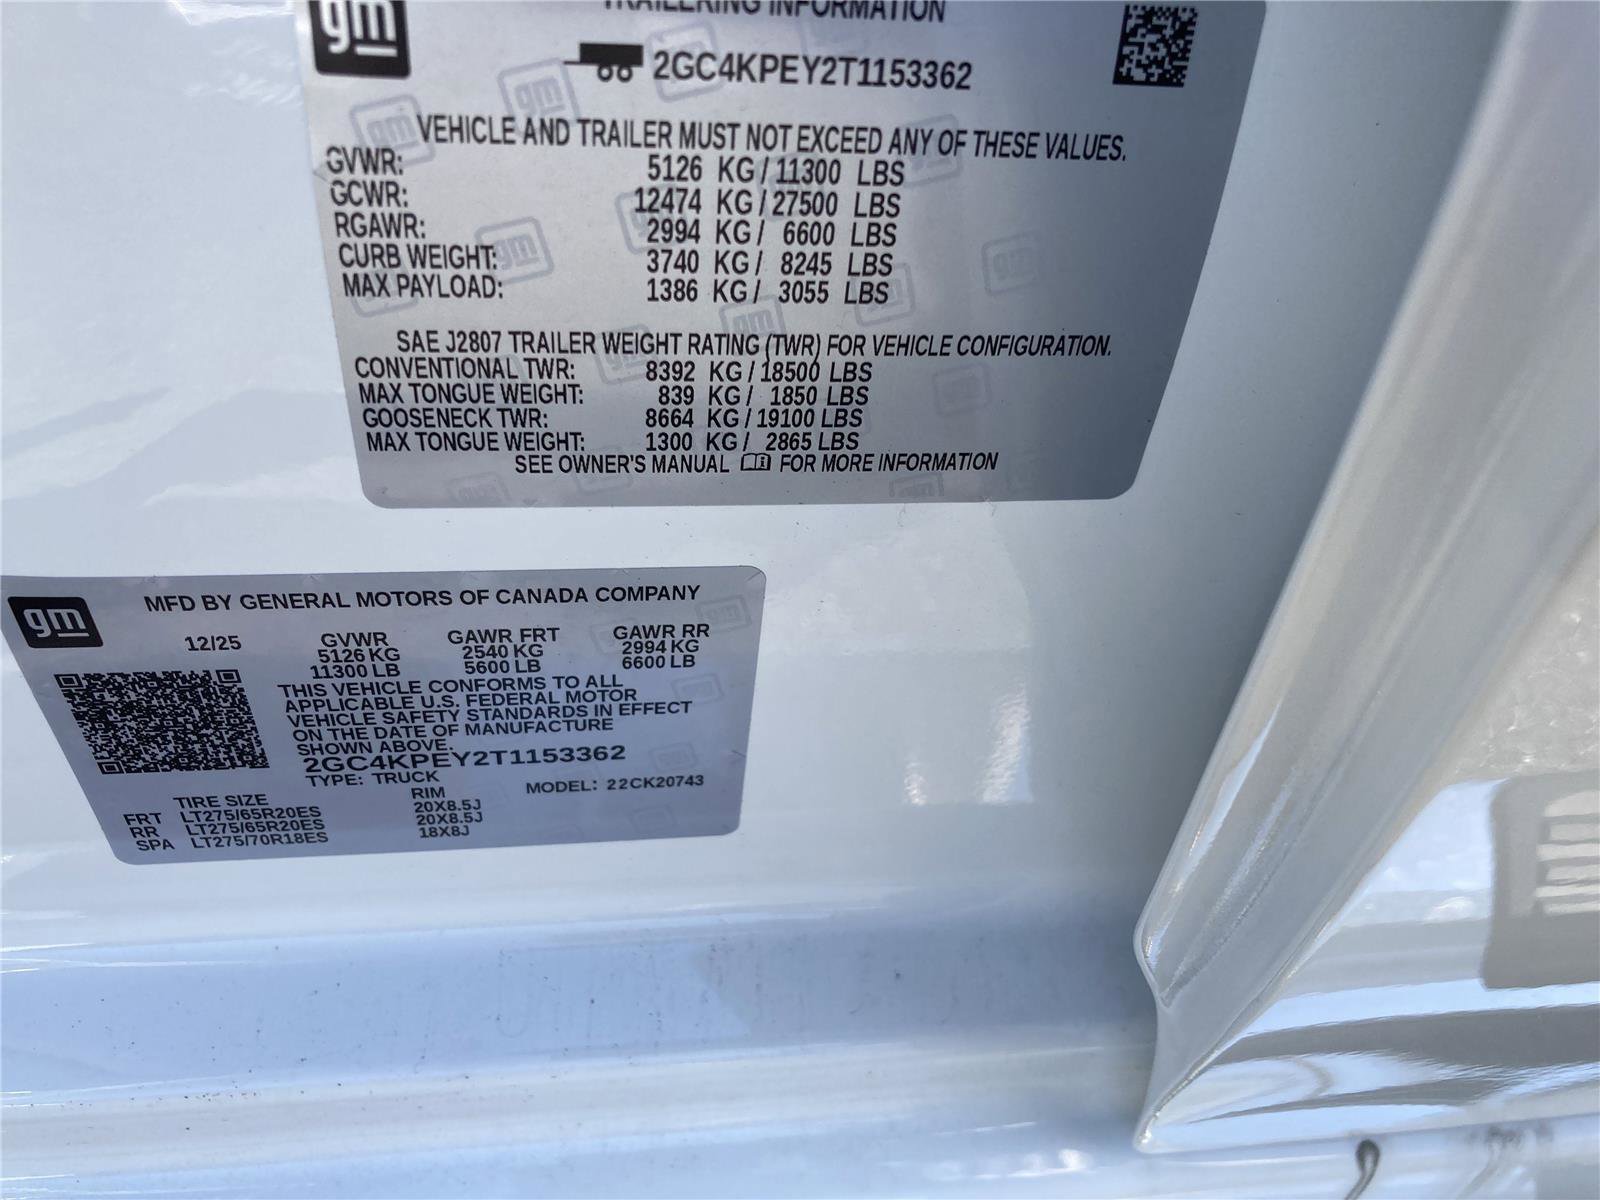 gm
TRAILERING INFORMATION
2GC4KPEY2T1153362
VEHICLE AND TRAILER MUST NOT EXCEED ANY OF THESE VALUES.
GVWR: 5126 KG/11300 LBS
GCWR: 12474 KG/27500 LBS
RGAWR: 2994 KG/ 6600 LBS
CURB WEIGHT: 3740 KG/ 8245 LBS
MAX PAYLOAD: 1386 KG/ 3055 LBS
SAE J2807 TRAILER WEIGHT RATING (TWR) FOR VEHICLE CONFIGURATION.
CONVENTIONAL TWR: 8392 KG/18500 LBS
MAX TONGUE WEIGHT: 839 KG/ 1850 LBS
GOOSENECK TWR: 8664 KG/19100 LBS
MAX TONGUE WEIGHT: 1300 KG/ 2865 LBS
SEE OWNER'S MANUAL FOR MORE INFORMATION
gm
MFD BY GENERAL MOTORS OF CANADA COMPANY
12/25 GVWR GAWR FRT GAWR RR
5126 KG 2540 KG 2994 KG
11300 LB 5600 LB 6600 LB
THIS VEHICLE CONFORMS TO ALL
APPLICABLE U.S. FEDERAL MOTOR
VEHICLE SAFETY STANDARDS IN EFFECT
ON THE DATE OF MANUFACTURE
SHOWN ABOVE.
2GC4KPEY2T1153362
TYPE: TRUCK MODEL: 22CK20743
TIRE SIZE RIM
FRT LT275/65R20ES 20X8.5J
RR LT275/65R20ES 20X8.5J
SPA LT275/70R18ES 18X8J